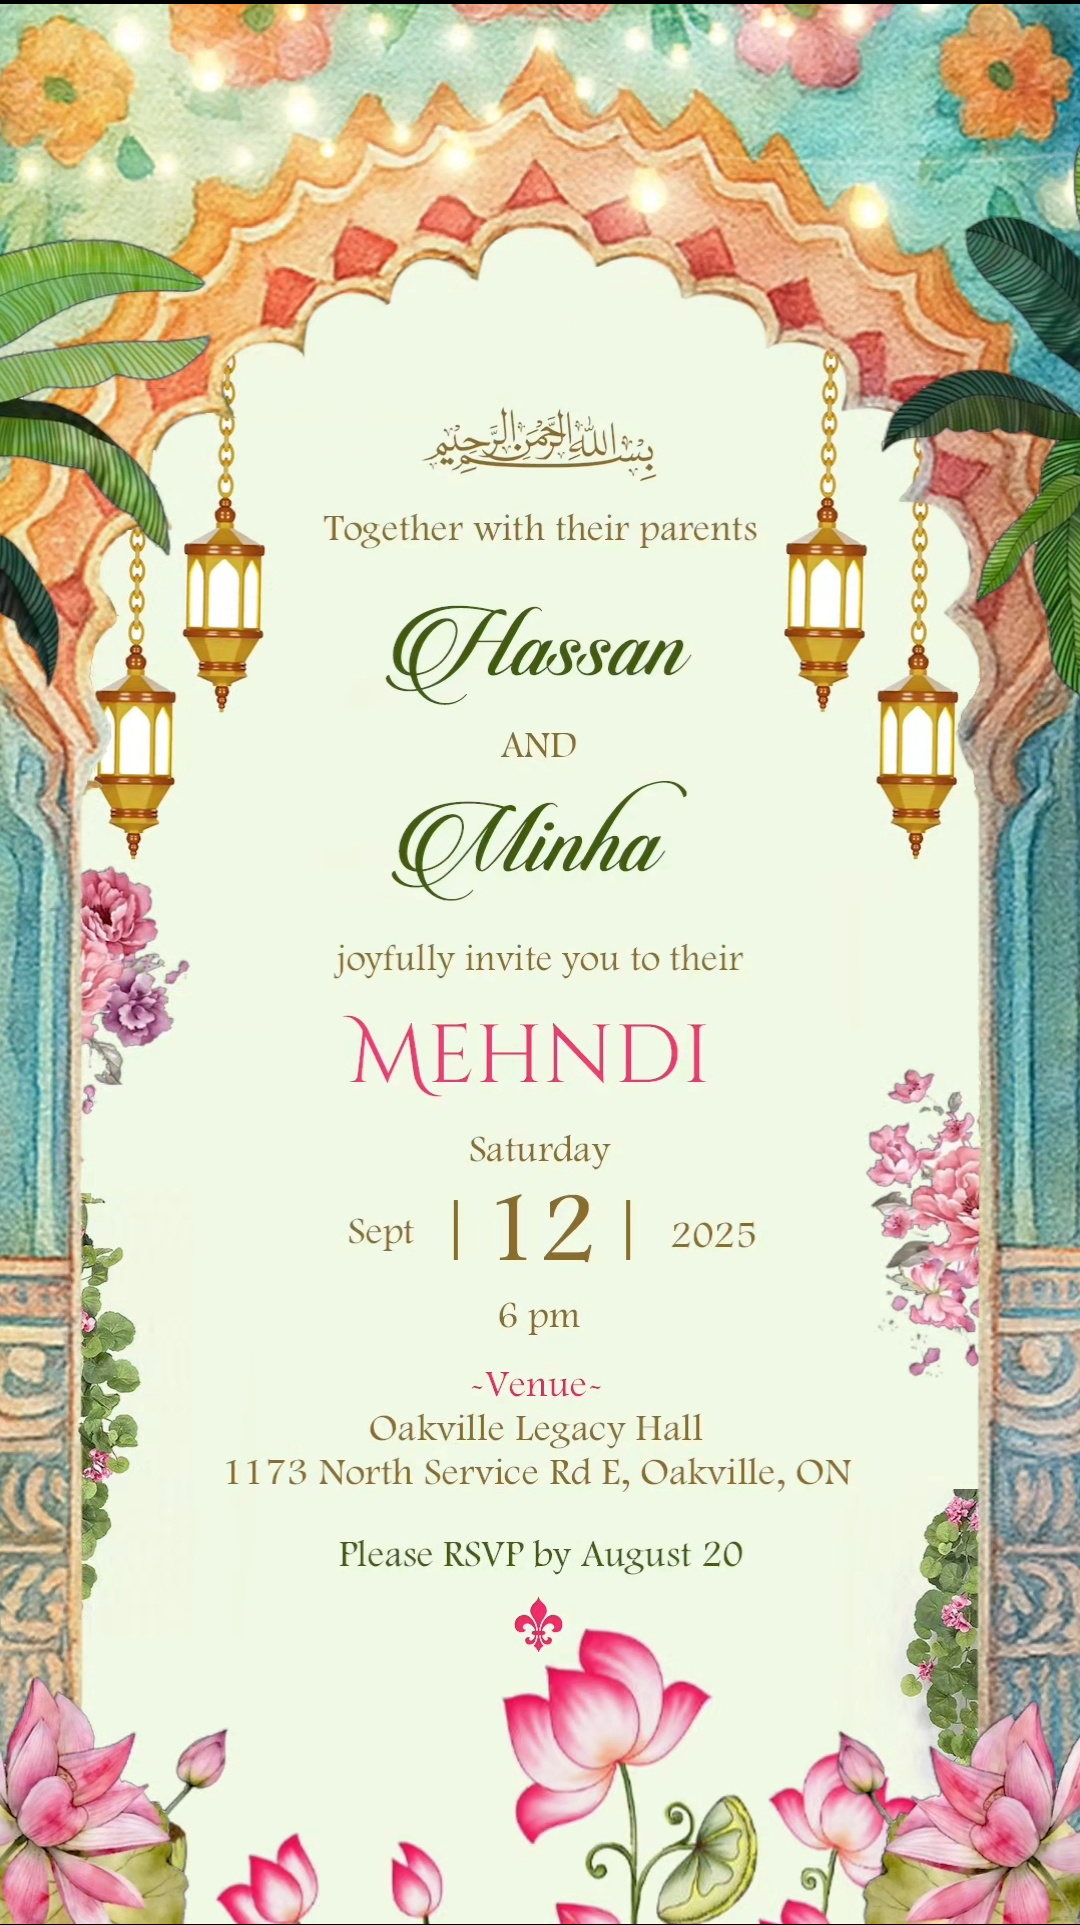 بسم الله الرحمن الرحيم
Together with their parents
Hassan
AND
Minha
joyfully invite you to their
MEHNDI
Saturday
Sept | 12 | 2025
6 pm
~Venue~
Oakville Legacy Hall
1173 North Service Rd E, Oakville, ON
Please RSVP by August 20